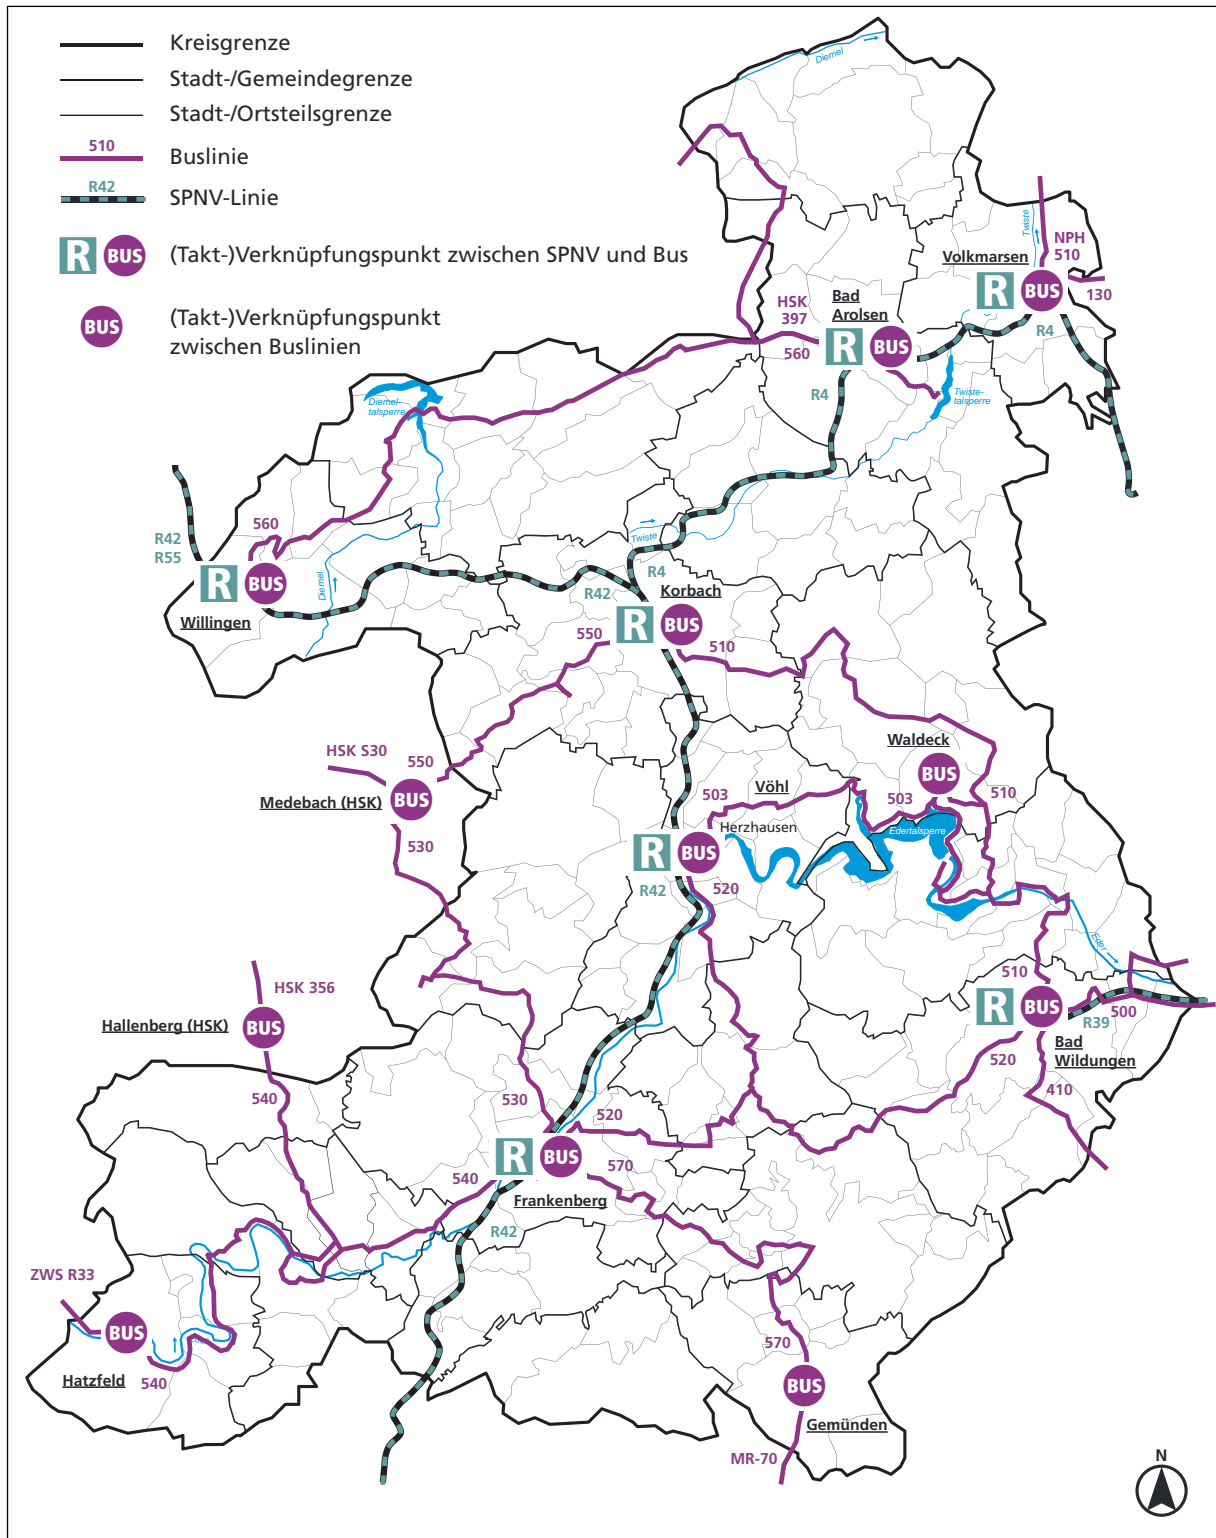 Kreisgrenze
Stadt-/Gemeindegrenze
Stadt-/Ortsteilsgrenze
510
Buslinie
R42
SPNV-Linie
R BUS (Takt-)Verknüpfungspunkt zwischen SPNV und Bus
BUS (Takt-)Verknüpfungspunkt
zwischen Buslinien
Diemel
Twiste
NPH
510
Volkmarsen
R BUS
130
R4
HSK
397
Bad
Arolsen
560
R BUS
R4
Twiste-
talsperre
Diemel-
talsperre
R42
R55
560
R BUS
Willingen
Diemel
Twiste
R4
R42
Korbach
R BUS
550
510
HSK S30
550
Medebach (HSK)
BUS
530
Waldeck
BUS
503
510
Vöhl
503
Herzhausen
Edertalsperre
R BUS
R42
520
Eder
510
R BUS
500
R39
Bad
Wildungen
520
410
HSK 356
Hallenberg (HSK)
BUS
540
530
520
R BUS
570
540
Frankenberg
R42
ZWS R33
BUS
540
Hatzfeld
570
BUS
Gemünden
MR-70
N